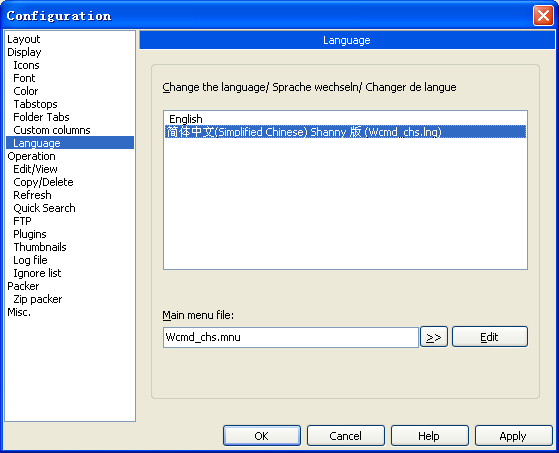 Configuration
Layout
Display
Icons
Font
Color
Tabstops
Folder Tabs
Custom columns
Language
Operation
Edit/View
Copy/Delete
Refresh
Quick Search
FTP
Plugins
Thumbnails
Log file
Ignore list
Packer
Zip packer
Misc.
Language
Change the language/ Sprache wechseln/ Changer de langue
English
简体中文(Simplified Chinese) Shanny 版 (Wcmd_chs.lng)
Main menu file:
Wcmd_chs.mnu
>>
Edit
OK
Cancel
Help
Apply